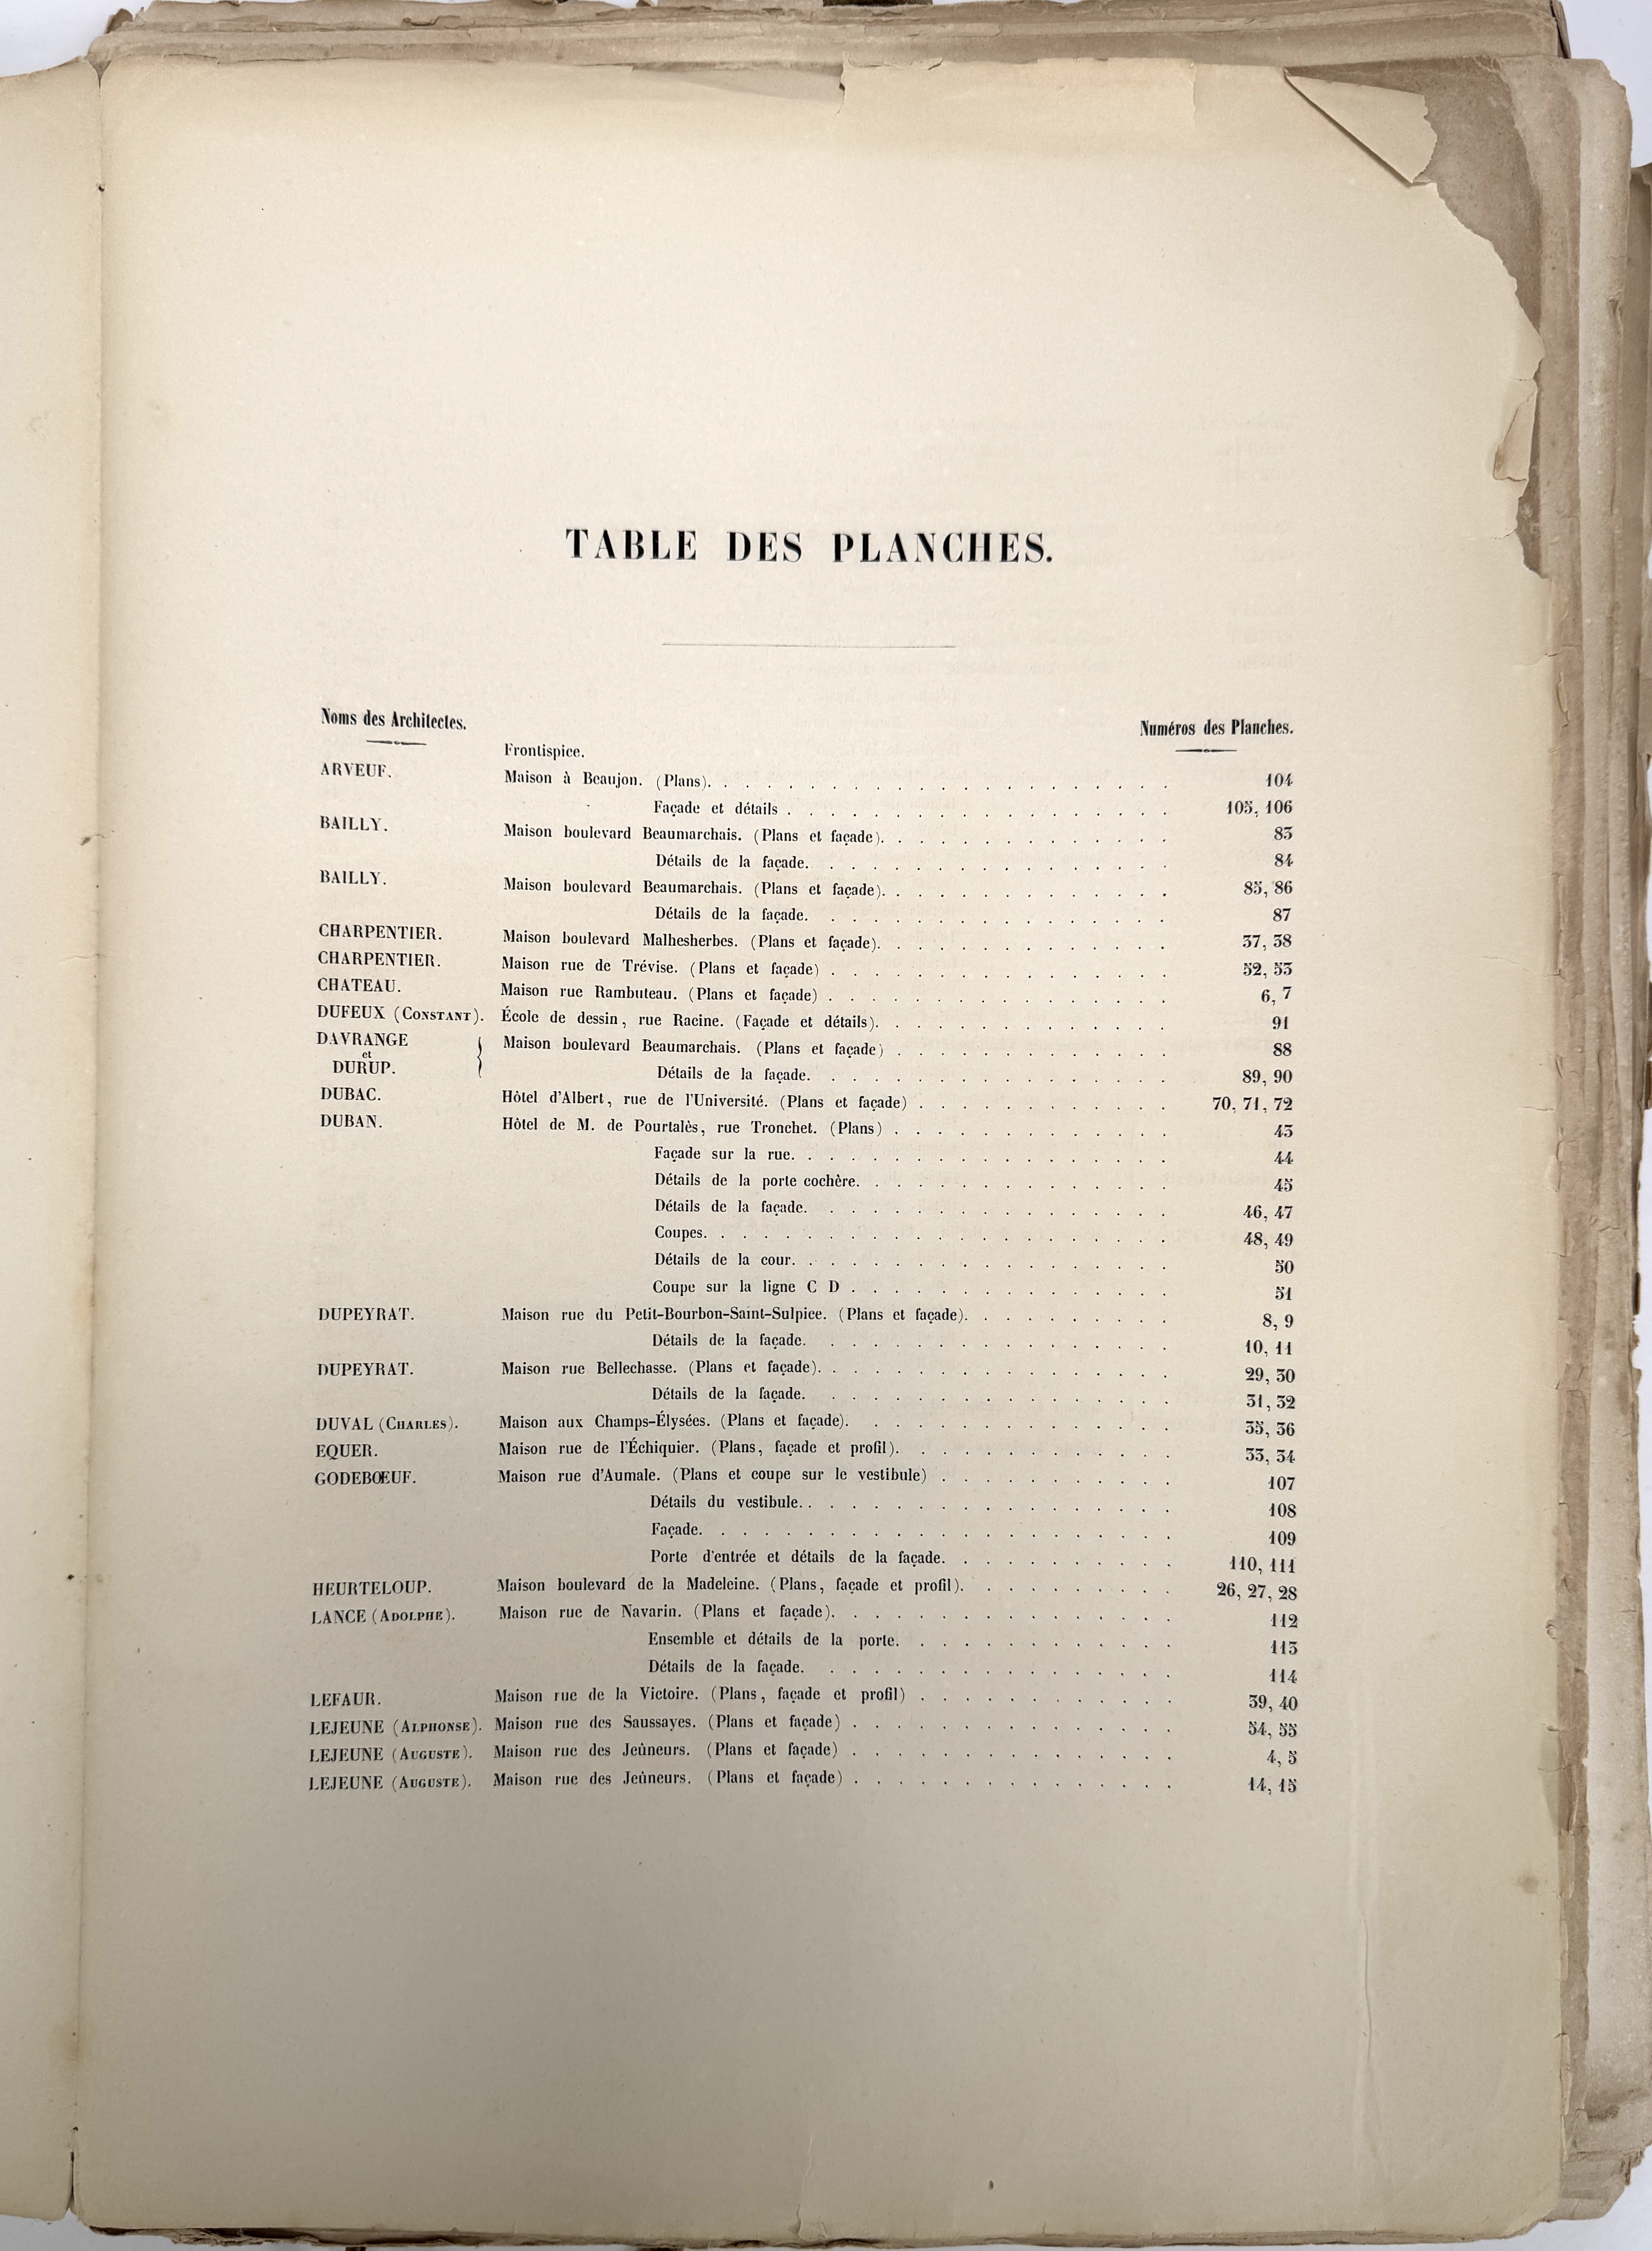 TABLE DES PLANCHES.
Noms des Architectes. Numéros des Planches.
Frontispice.
ARVEUF. Maison à Beaujon. (Plans). 104
Façade et détails 105, 106
BAILLY. Maison boulevard Beaumarchais. (Plans et façade). 83
Détails de la façade. 84
BAILLY. Maison boulevard Beaumarchais. (Plans et façade). 85, 86
Détails de la façade. 87
CHARPENTIER. Maison boulevard Malhesherbes. (Plans et façade). 37, 38
CHARPENTIER. Maison rue de Trévise. (Plans et façade) 52, 53
CHATEAU. Maison rue Rambuteau. (Plans et façade) 6, 7
DUFEUX (CONSTANT). École de dessin, rue Racine. (Façade et détails). 91
DAVRANGE et DURUP. Maison boulevard Beaumarchais. (Plans et façade) 88
Détails de la façade. 89, 90
DUBAC. Hôtel d'Albert, rue de l'Université. (Plans et façade) 70, 71, 72
DUBAN. Hôtel de M. de Pourtalès, rue Tronchet. (Plans) 43
Façade sur la rue. 44
Détails de la porte cochère. 45
Détails de la façade. 46, 47
Coupes. 48, 49
Détails de la cour. 50
Coupe sur la ligne C D 51
DUPEYRAT. Maison rue du Petit-Bourbon-Saint-Sulpice. (Plans et façade). 8, 9
Détails de la façade. 10, 11
DUPEYRAT. Maison rue Bellechasse. (Plans et façade). 29, 30
Détails de la façade. 31, 32
DUVAL (CHARLES). Maison aux Champs-Élysées. (Plans et façade). 35, 36
EQUER. Maison rue de l'Échiquier. (Plans, façade et profil). 33, 34
GODEBŒUF. Maison rue d'Aumale. (Plans et coupe sur le vestibule) 107
Détails du vestibule. 108
Façade. 109
Porte d'entrée et détails de la façade. 110, 111
HEURTELOUP. Maison boulevard de la Madeleine. (Plans, façade et profil). 26, 27, 28
LANCE (ADOLPHE). Maison rue de Navarin. (Plans et façade). 112
Ensemble et détails de la porte. 113
Détails de la façade. 114
LEFAUR. Maison rue de la Victoire. (Plans, façade et profil) 39, 40
LEJEUNE (ALPHONSE). Maison rue des Saussayes. (Plans et façade) 54, 55
LEJEUNE (AUGUSTE). Maison rue des Jeûneurs. (Plans et façade) 4, 5
LEJEUNE (AUGUSTE). Maison rue des Jeûneurs. (Plans et façade) 14, 15